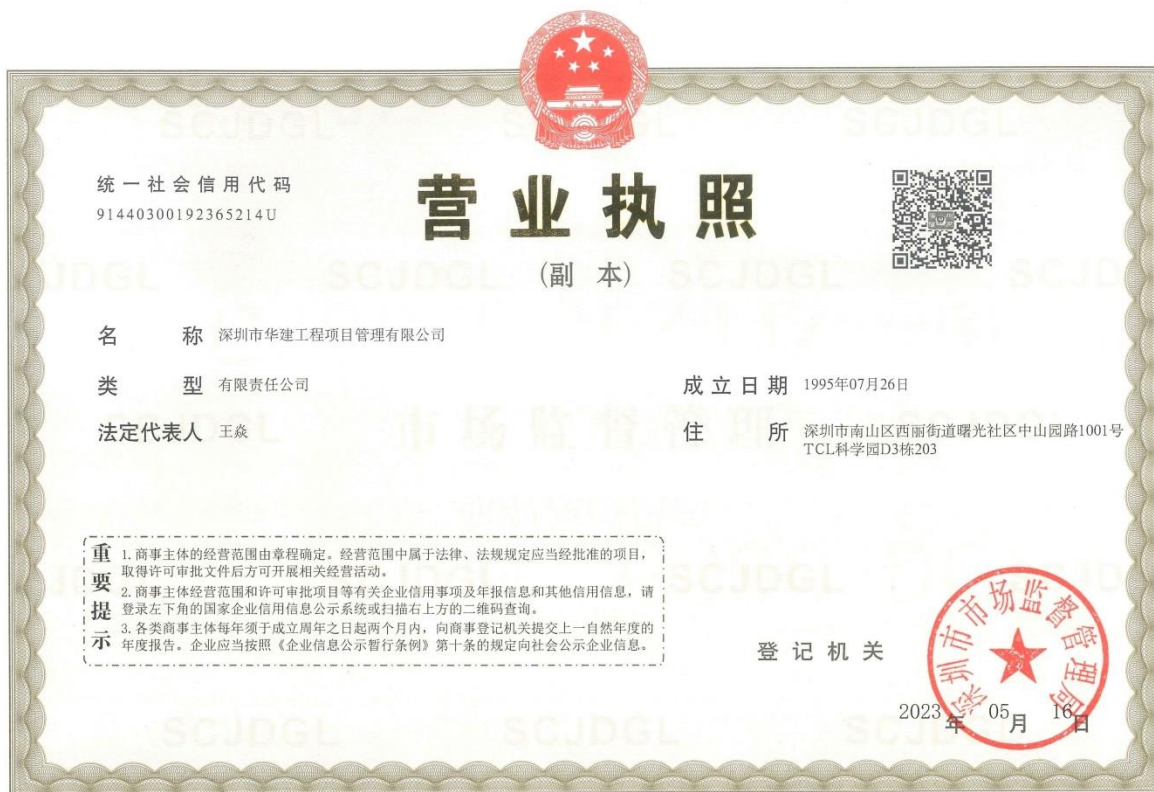 统一社会信用代码
91440300192365214U
营业执照
(副 本)
名 称 深圳市华建工程项目管理有限公司
类 型 有限责任公司
成立日期 1995年07月26日
法定代表人 王焱
住 所 深圳市南山区西丽街道曙光社区中山园路1001号
TCL科学园D3栋203
重要提示
1. 商事主体的经营范围由章程确定。经营范围中属于法律、法规规定应当经批准的项目，
取得许可审批文件后方可开展相关经营活动。
2. 商事主体经营范围和许可审批项目等有关企业信用事项及年报信息和其他信用信息，请
登录左下角的国家企业信用信息公示系统或扫描右上方的二维码查询。
3. 各类商事主体每年须于成立周年之日起两个月内，向商事登记机关提交上一自然年度的
年度报告。企业应当按照《企业信息公示暂行条例》第十条的规定向社会公示企业信息。
登记机关
深圳市市场监督管理局
2023年05月16日
SCJDGL
市场监督管理